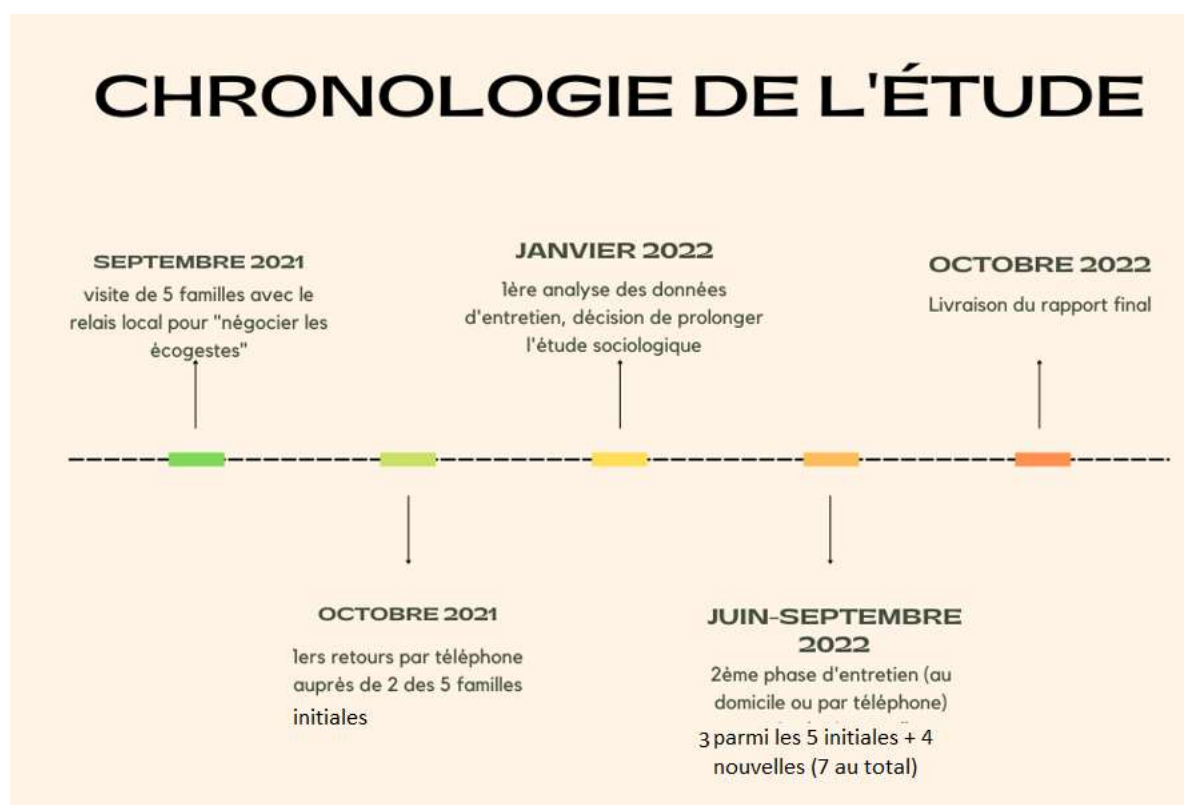 CHRONOLOGIE DE L'ÉTUDE
SEPTEMBRE 2021
visite de 5 familles avec le
relais local pour "négocier les
écogestes"
OCTOBRE 2021
1ers retours par téléphone
auprès de 2 des 5 familles
initiales
JANVIER 2022
1ère analyse des données
d'entretien, décision de prolonger
l'étude sociologique
JUIN-SEPTEMBRE
2022
2ème phase d'entretien (au
domicile ou par téléphone)
3 parmi les 5 initiales + 4
nouvelles (7 au total)
OCTOBRE 2022
Livraison du rapport final